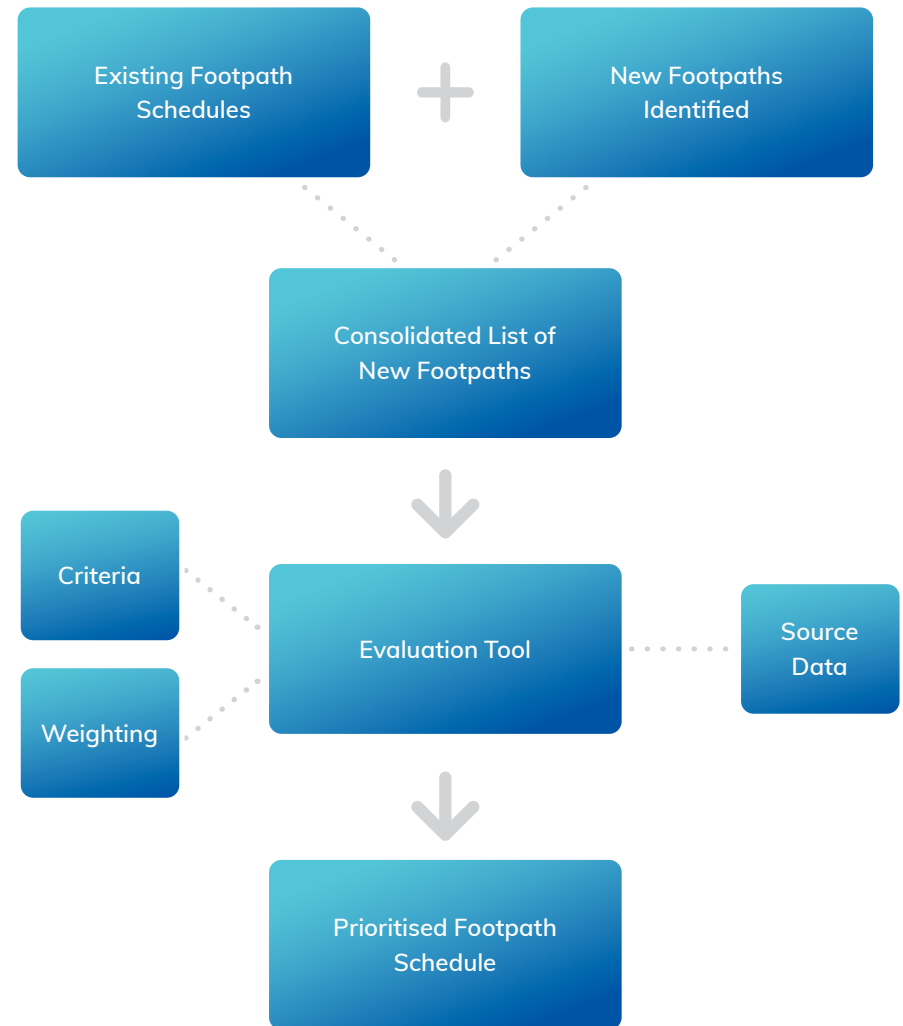 Existing Footpath
Schedules
New Footpaths
Identified
Consolidated List of
New Footpaths
Criteria
Evaluation Tool
Source
Data
Weighting
Prioritised Footpath
Schedule